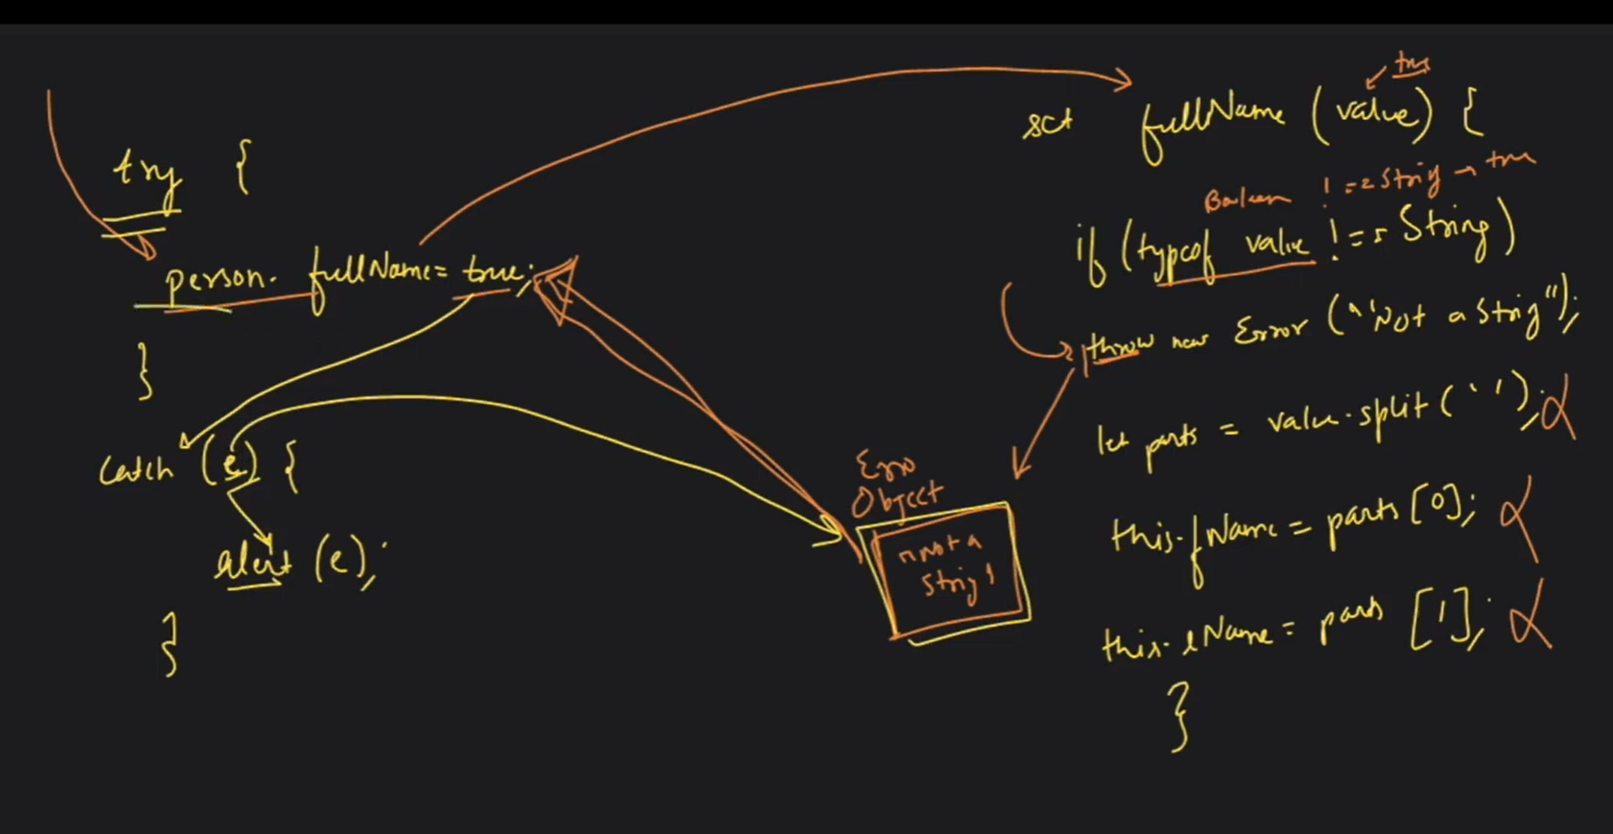 try {
person. fullName= true;
}
catch (e) {
alert (e);
}
Erro
Object
"not a
string"
true
set fullName (value) {
Boolean !== String → true
if (typeof value !== String)
throw new Error ("Not a String");
let parts = value.split(' ');
this.fName = parts [0];
this.lName = parts [1];
}